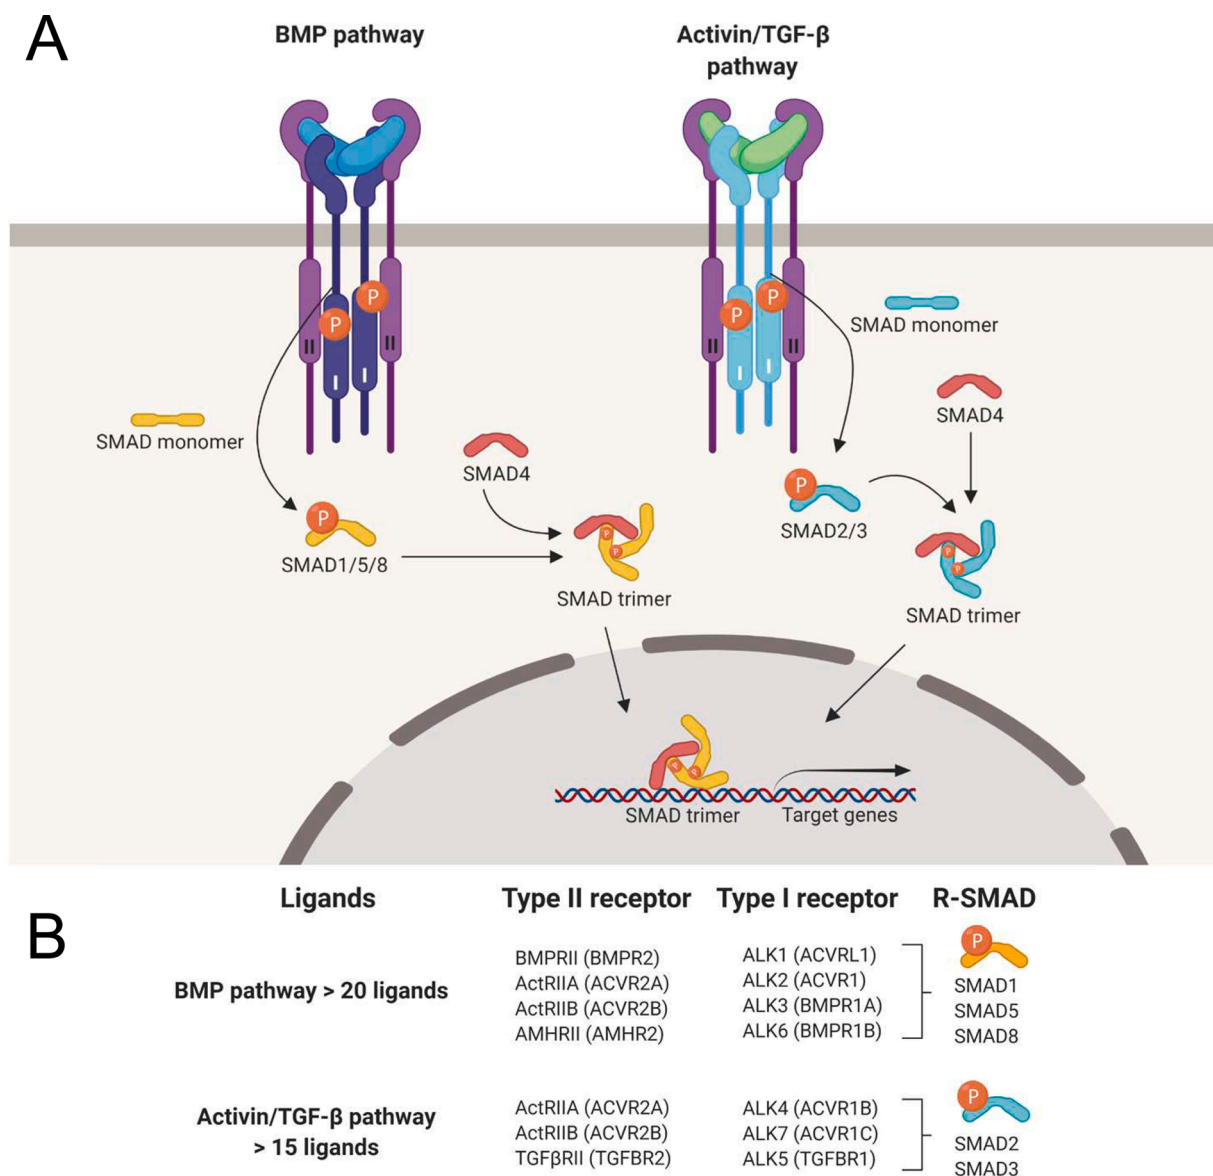 A
BMP pathway
Activin/TGF-β
pathway
P
P
II
II
I
I
P
P
II
II
I
I
SMAD monomer
SMAD4
SMAD monomer
SMAD4
P
SMAD2/3
P
SMAD1/5/8
P
P
SMAD trimer
P
P
SMAD trimer
P
P
SMAD trimer
Target genes
B
Ligands
Type II receptor
Type I receptor
R-SMAD
BMP pathway > 20 ligands
BMPRII (BMPR2)
ActRIIA (ACVR2A)
ActRIIB (ACVR2B)
AMHRII (AMHR2)
ALK1 (ACVRL1)
ALK2 (ACVR1)
ALK3 (BMPR1A)
ALK6 (BMPR1B)
P
SMAD1
SMAD5
SMAD8
Activin/TGF-β pathway
> 15 ligands
ActRIIA (ACVR2A)
ActRIIB (ACVR2B)
TGFβRII (TGFBR2)
ALK4 (ACVR1B)
ALK7 (ACVR1C)
ALK5 (TGFBR1)
P
SMAD2
SMAD3